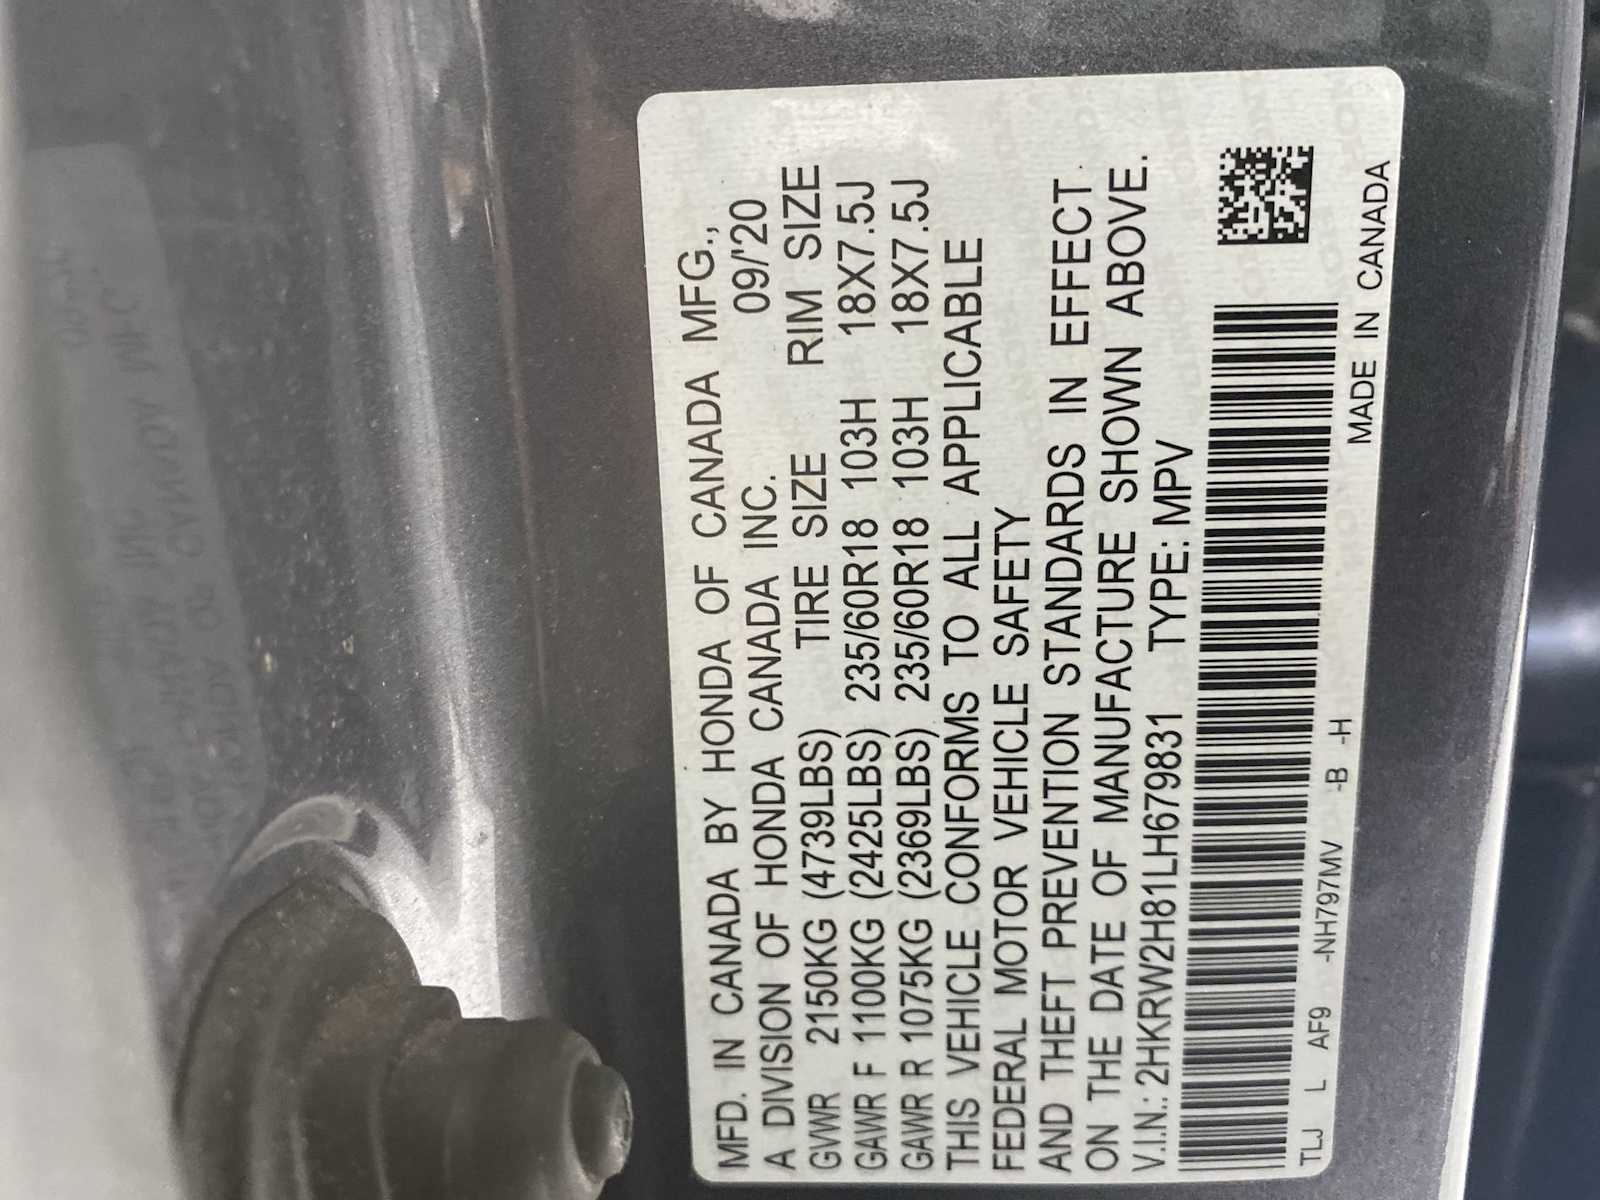 MFD. IN CANADA BY HONDA OF CANADA MFG.,
A DIVISION OF HONDA CANADA INC. 09/'20
TIRE SIZE RIM SIZE
GVWR 2150KG (4739LBS)
GAWR F 1100KG (2425LBS) 235/60R18 103H 18X7.5J
GAWR R 1075KG (2369LBS) 235/60R18 103H 18X7.5J
THIS VEHICLE CONFORMS TO ALL APPLICABLE
FEDERAL MOTOR VEHICLE SAFETY
AND THEFT PREVENTION STANDARDS IN EFFECT
ON THE DATE OF MANUFACTURE SHOWN ABOVE.
V.I.N.: 2HKRW2H81LH679831 TYPE: MPV
TLJ L AF9 -NH797MV -B -H MADE IN CANADA